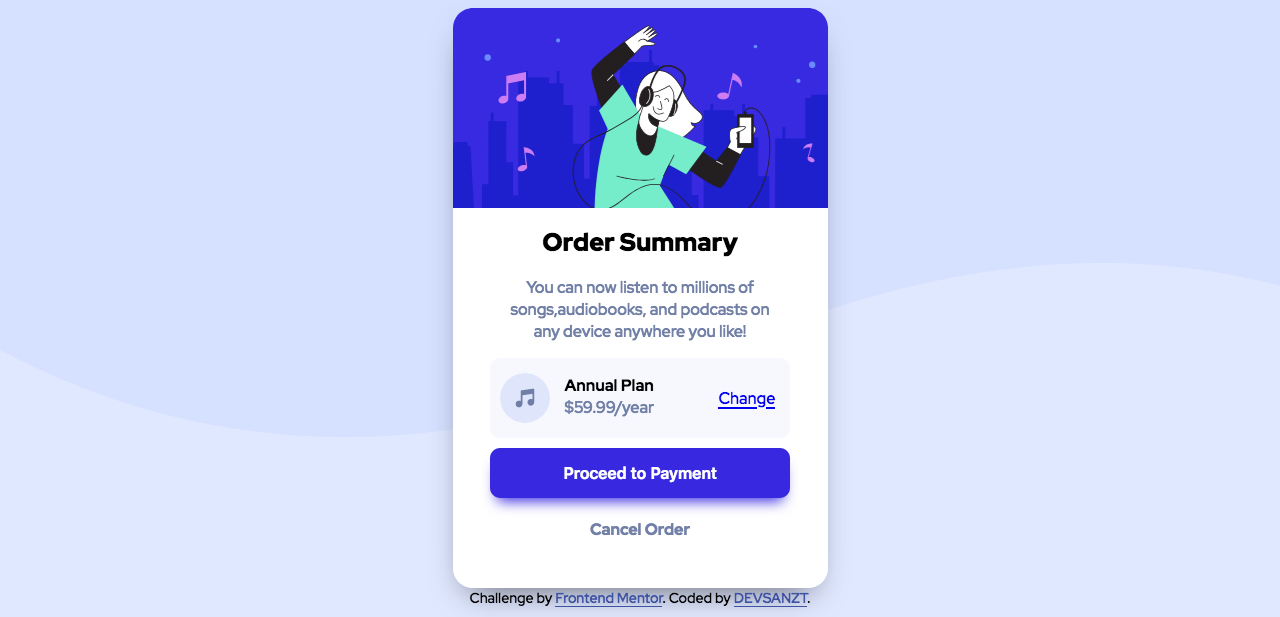 Order Summary
You can now listen to millions of
songs,audiobooks, and podcasts on
any device anywhere you like!
Annual Plan
$59.99/year
Change
Proceed to Payment
Cancel Order
Challenge by Frontend Mentor. Coded by DEVSANZT.